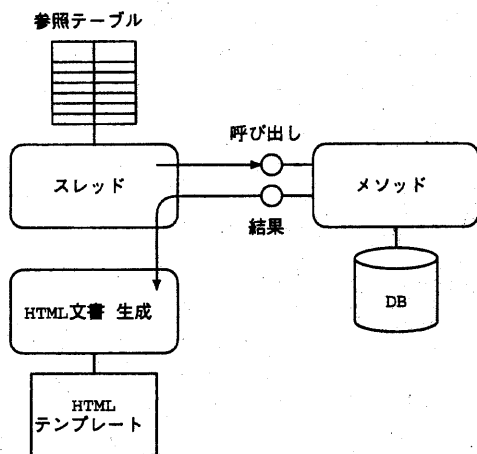 参照テーブル
呼び出し
スレッド
メソッド
結果
DB
HTML文書 生成
HTML
テンプレート